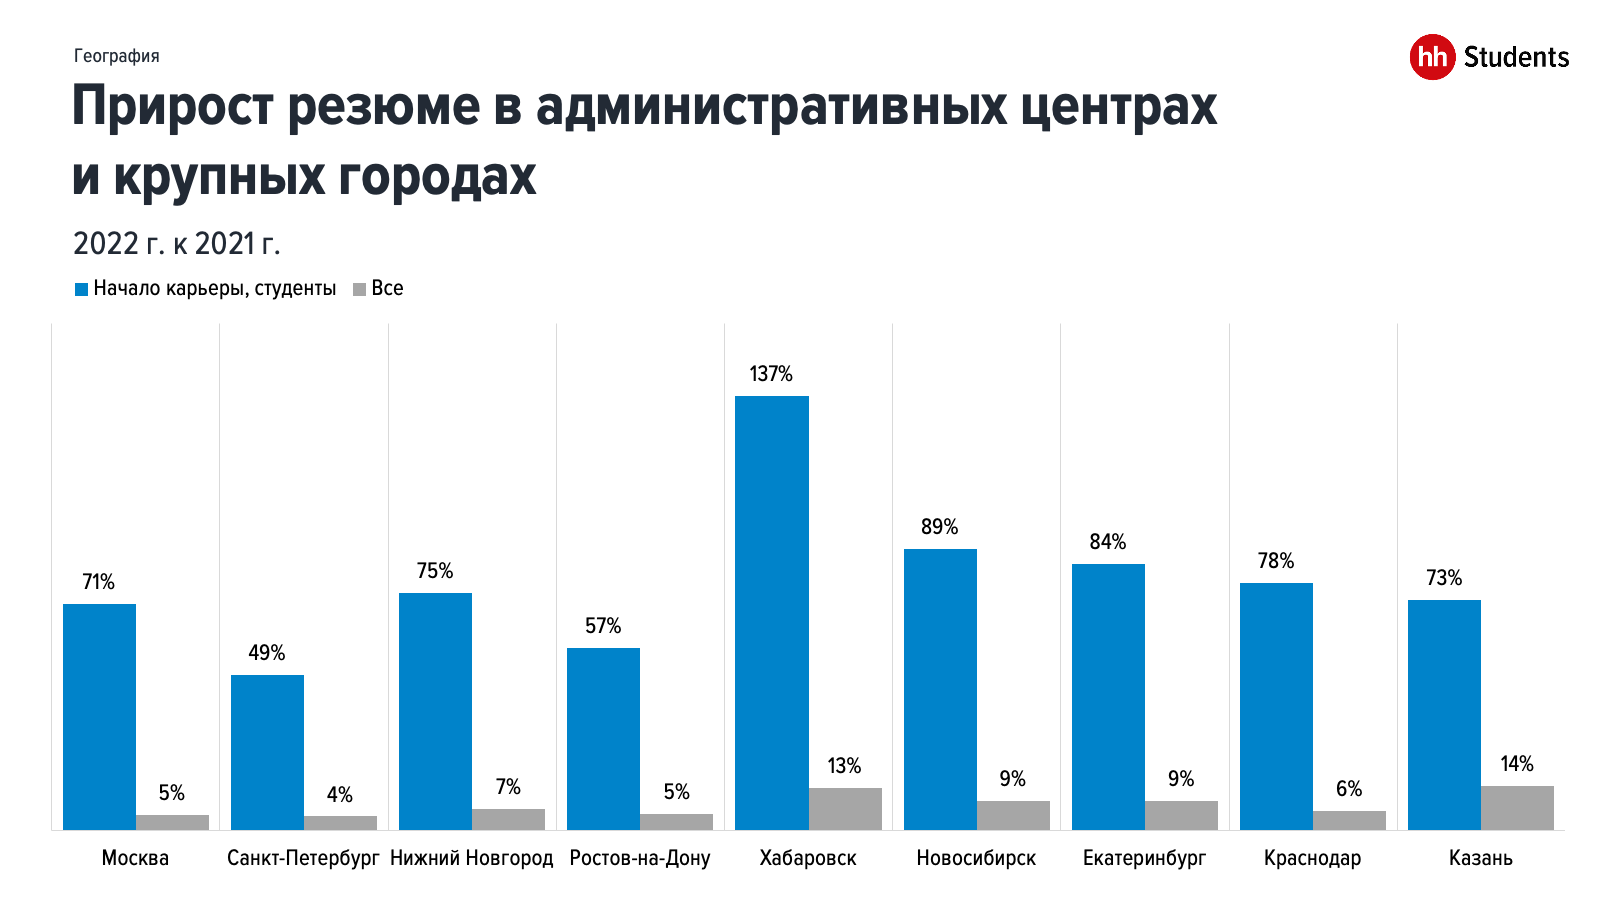 География
hh Students
Прирост резюме в административных центрах
и крупных городах
2022 г. к 2021 г.
Начало карьеры, студенты Все
71% 5%
49% 4%
75% 7%
57% 5%
137% 13%
89% 9%
84% 9%
78% 6%
73% 14%
Москва Санкт-Петербург Нижний Новгород Ростов-на-Дону Хабаровск Новосибирск Екатеринбург Краснодар Казань